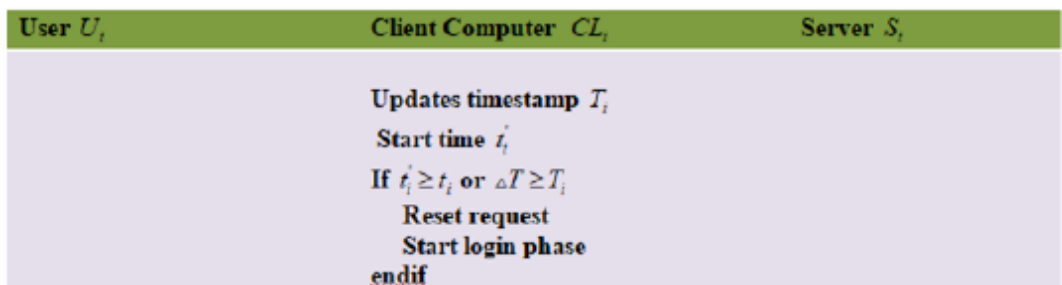 User U_i Client Computer CL_i Server S_i
Updates timestamp T_i
Start time t_i'
If t_i' ≥ t_i or △T ≥ T_i
Reset request
Start login phase
endif